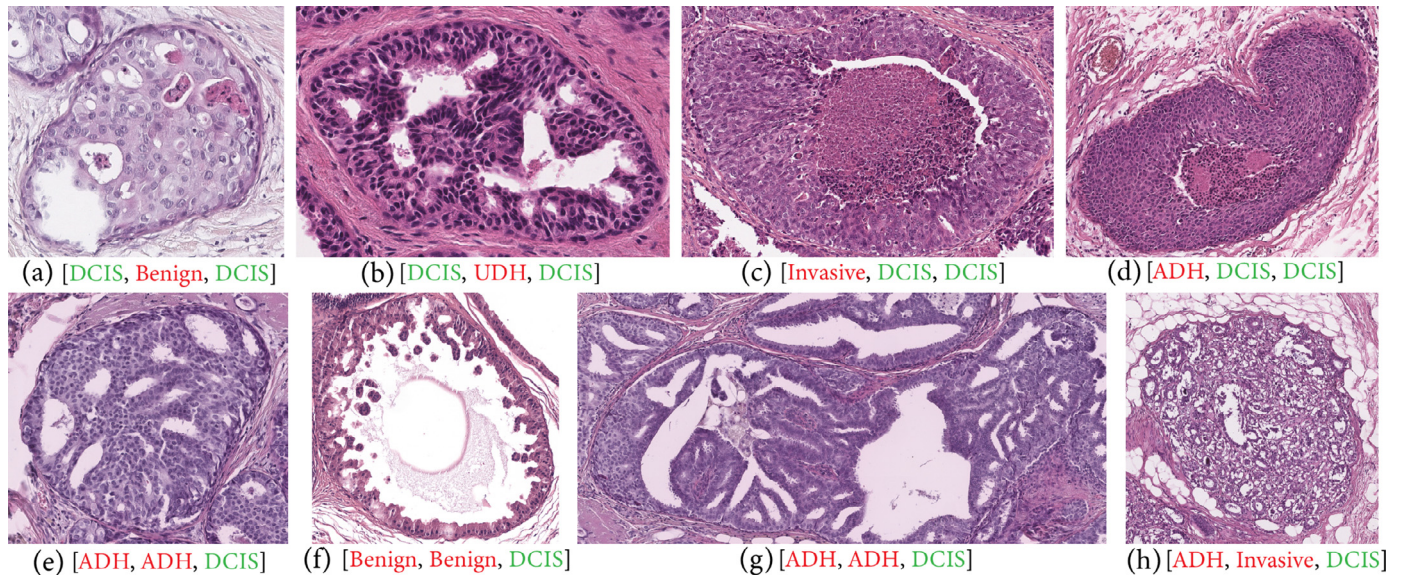 (a) [DCIS, Benign, DCIS]
(b) [DCIS, UDH, DCIS]
(c) [Invasive, DCIS, DCIS]
(d) [ADH, DCIS, DCIS]
(e) [ADH, ADH, DCIS]
(f) [Benign, Benign, DCIS]
(g) [ADH, ADH, DCIS]
(h) [ADH, Invasive, DCIS]